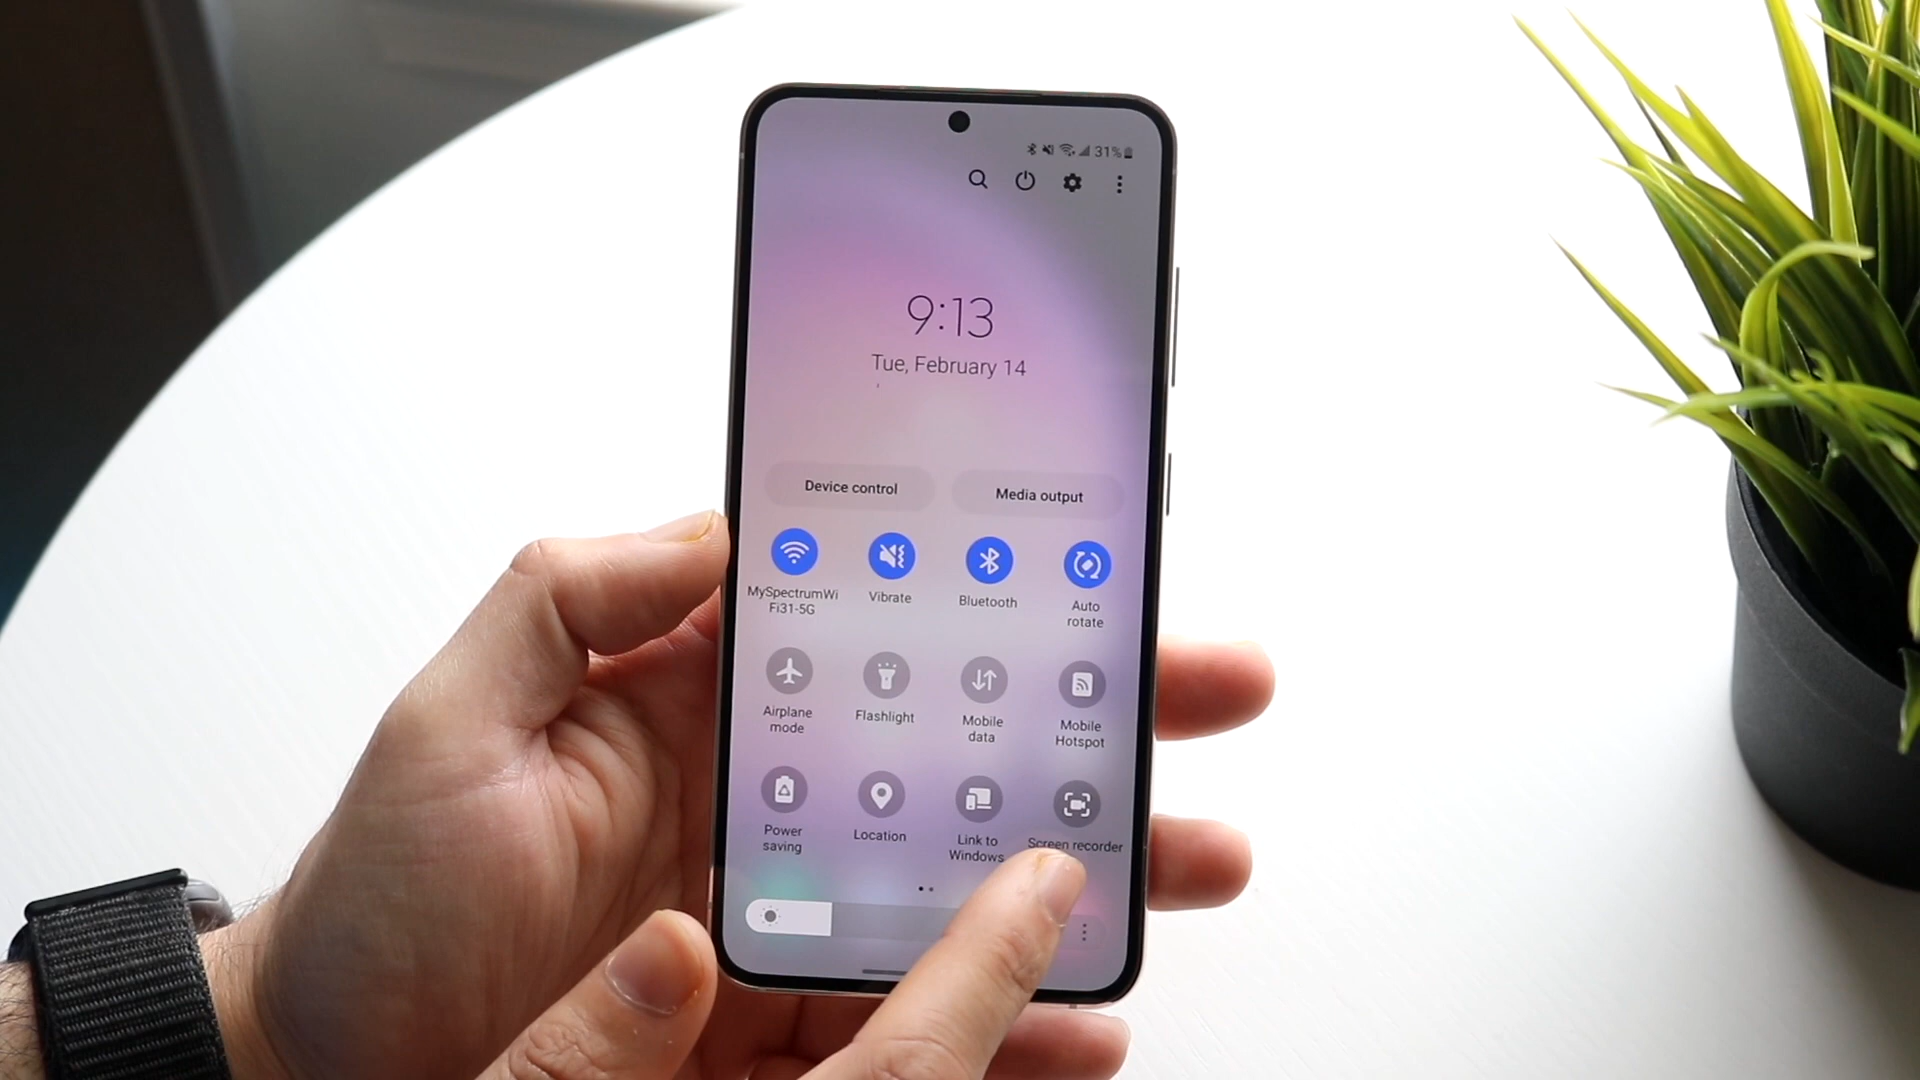 31%
9:13
Tue, February 14
Device control
Media output
MySpectrumWi
Fi31-5G
Vibrate
Bluetooth
Auto
rotate
Airplane
mode
Flashlight
Mobile
data
Mobile
Hotspot
Power
saving
Location
Link to
Windows
Screen recorder